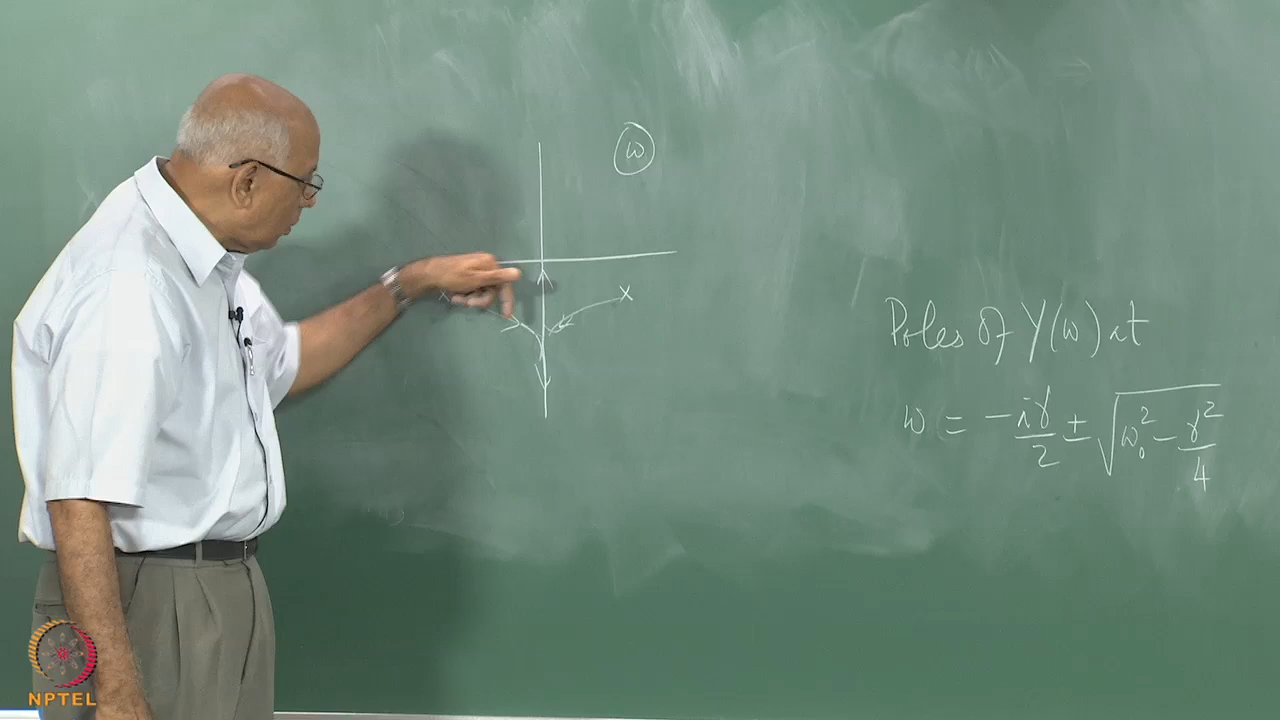 ω
Poles of Y(ω) at
ω = -iγ/2 ± √(ω₀² - γ²/4)
NPTEL